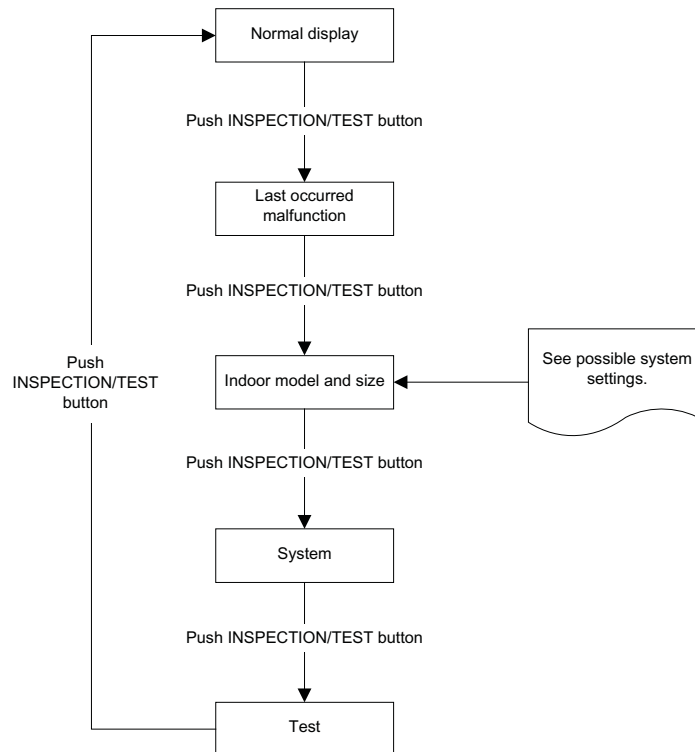 Normal display
Push INSPECTION/TEST button
Last occurred
malfunction
Push INSPECTION/TEST button
Push
INSPECTION/TEST
button
Indoor model and size
See possible system
settings.
Push INSPECTION/TEST button
System
Push INSPECTION/TEST button
Test